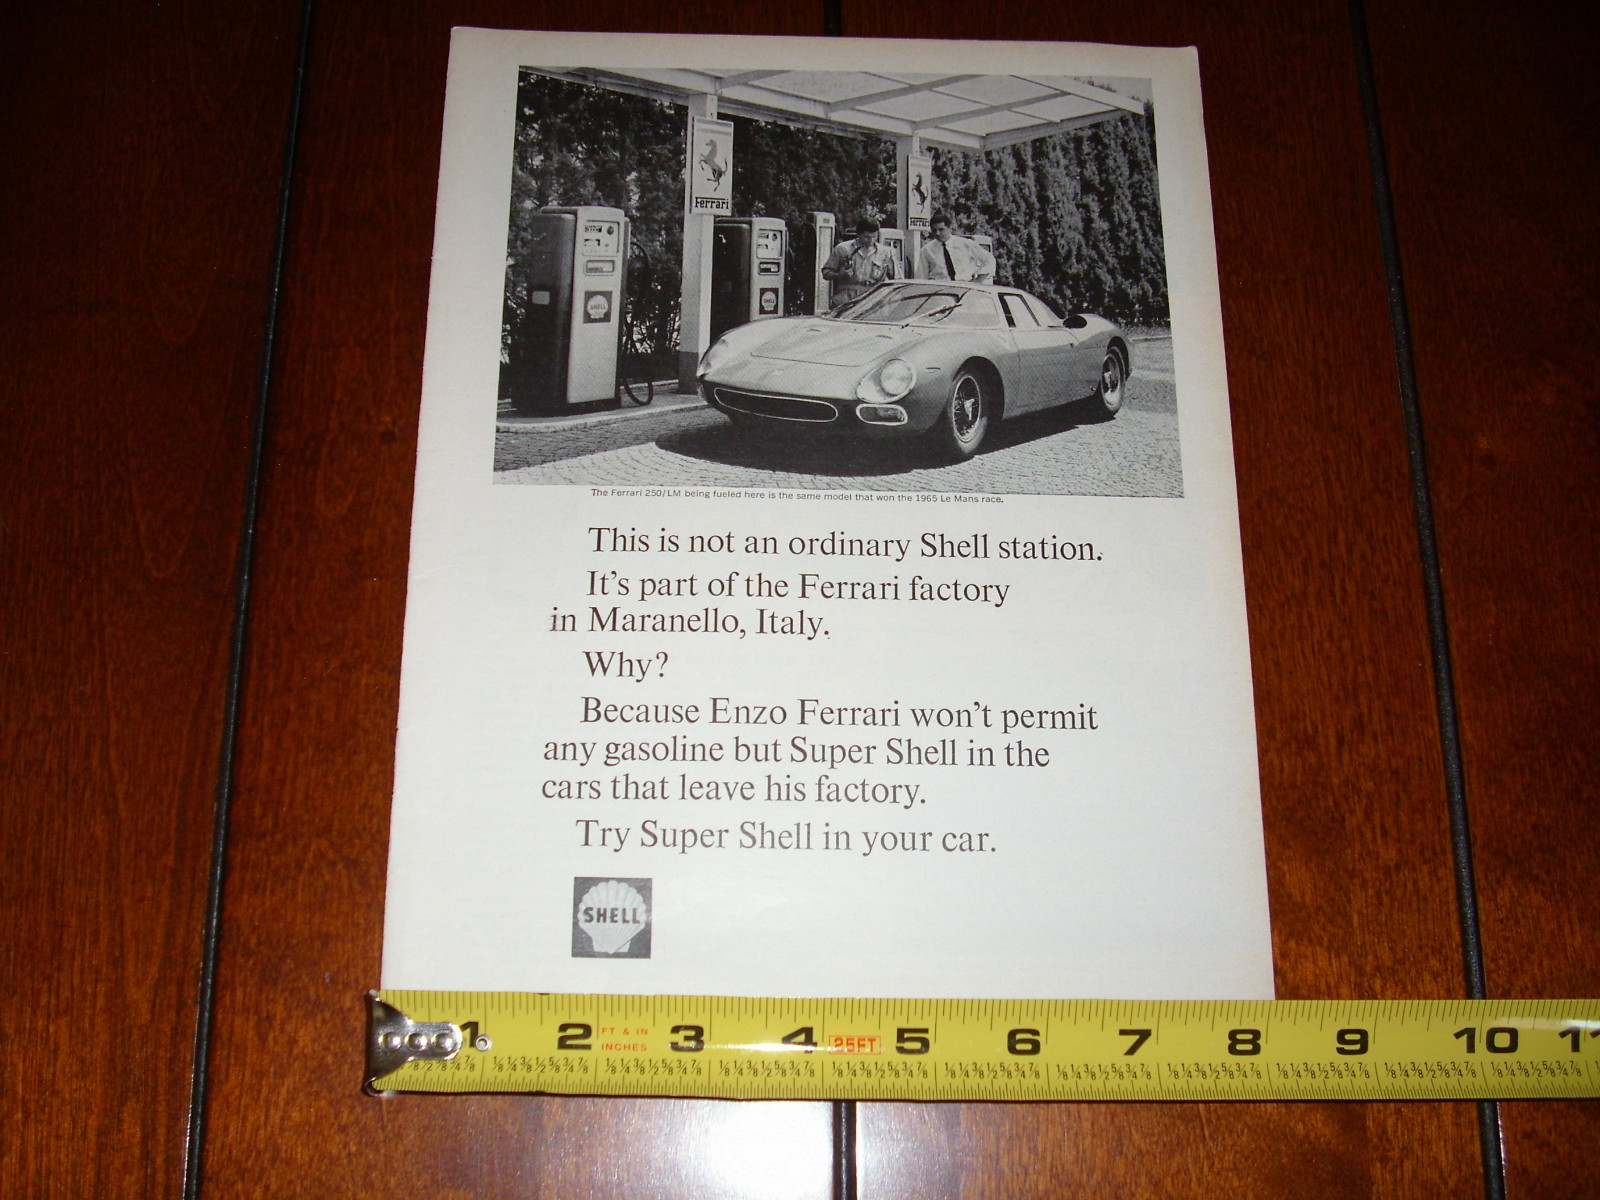 Ferrari
Ferrari
SHELL
SHELL
The Ferrari 250/LM being fueled here is the same model that won the 1965 Le Mans race.
This is not an ordinary Shell station.
It's part of the Ferrari factory
in Maranello, Italy.
Why?
Because Enzo Ferrari won't permit
any gasoline but Super Shell in the
cars that leave his factory.
Try Super Shell in your car.
SHELL
1 2 FT & IN INCHES 3 4 25FT 5 6 7 8 9 10 11